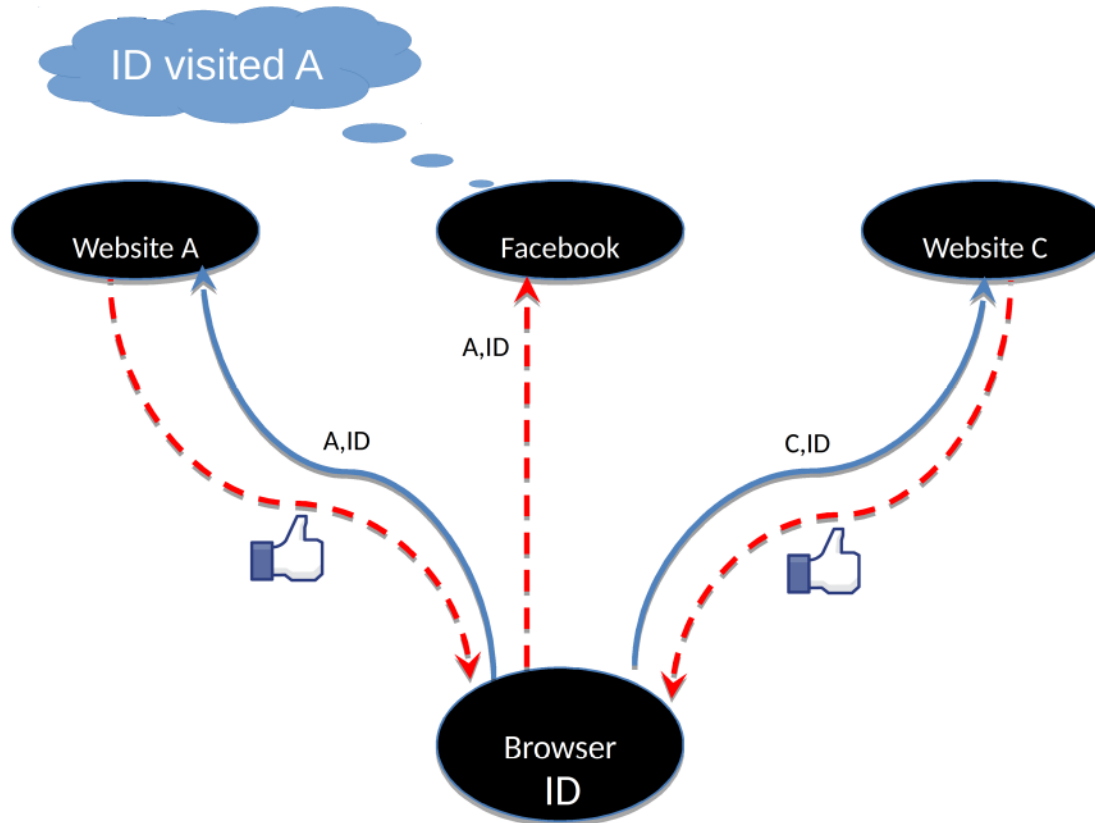 ID visited A
Website A
Facebook
Website C
A,ID
A,ID
C,ID
Browser
ID